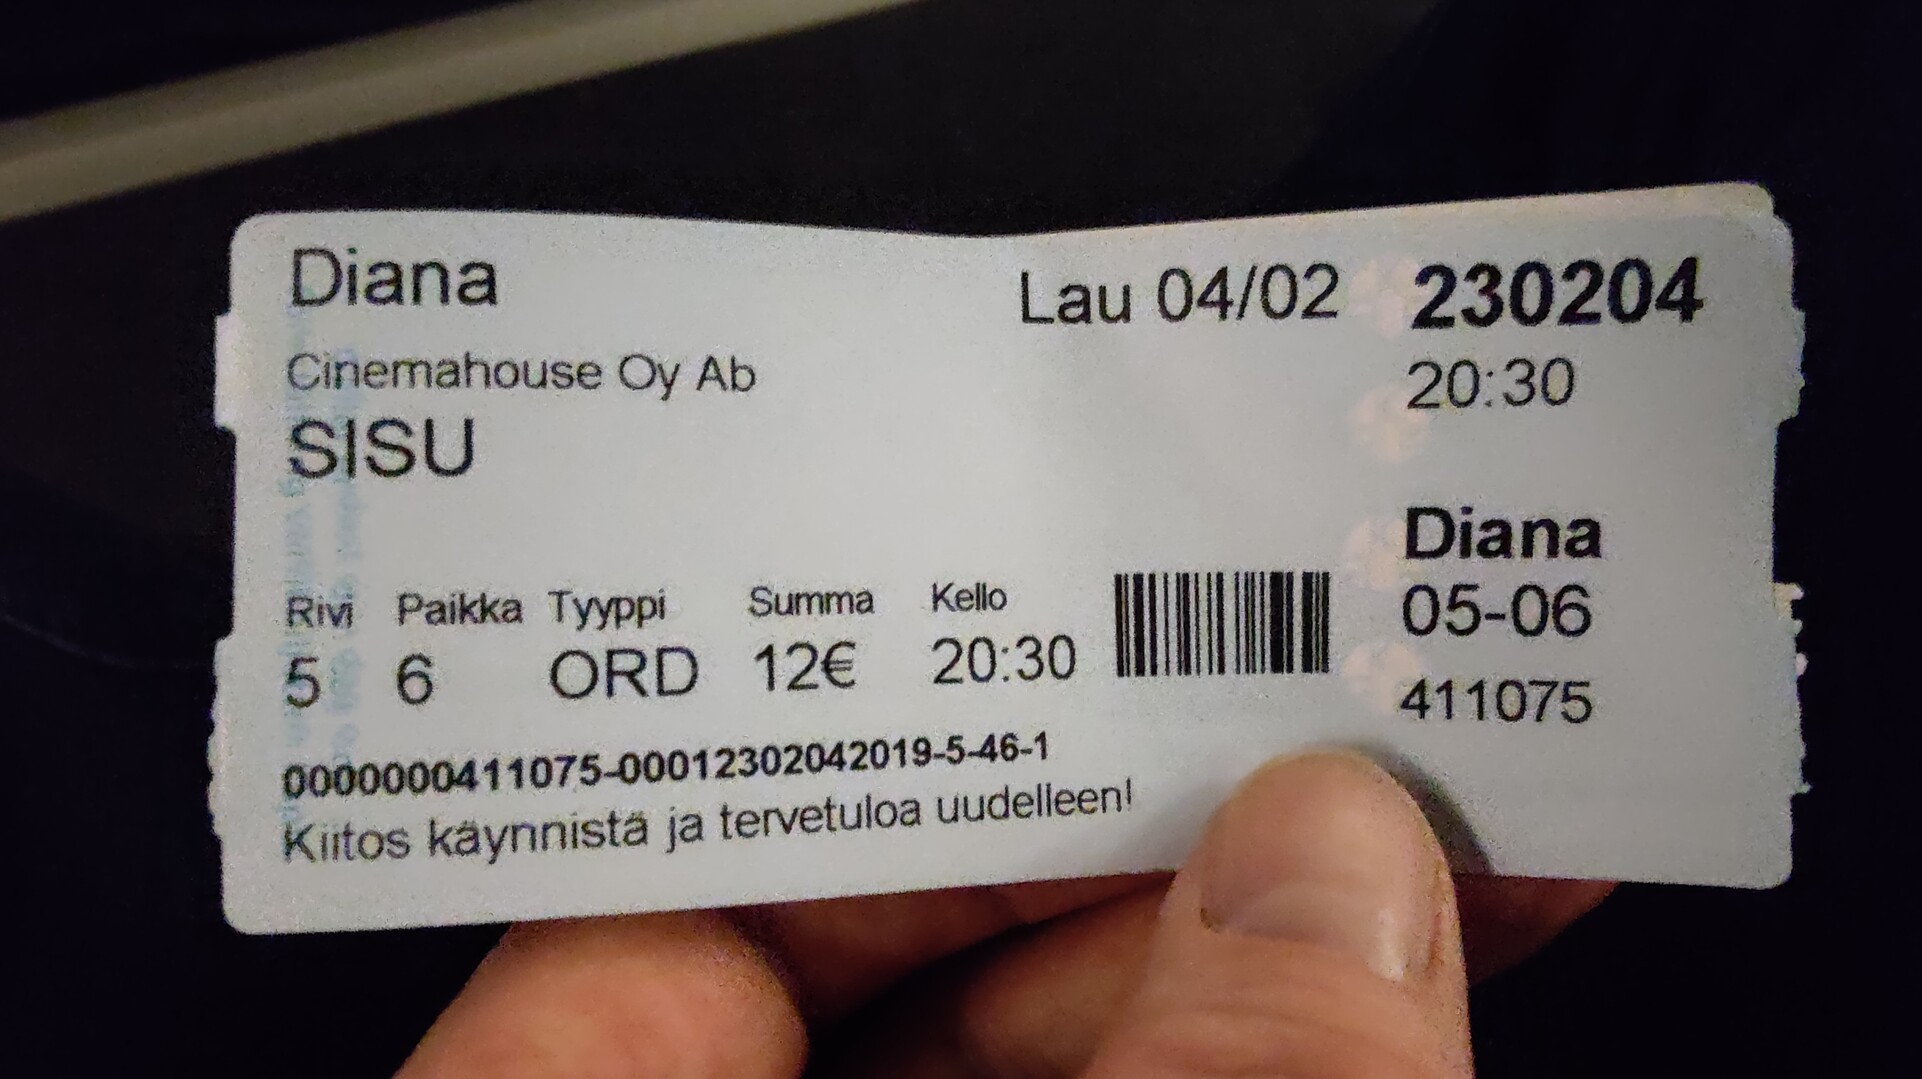 Diana
Lau 04/02
230204
Cinemahouse Oy Ab
20:30
SISU
Diana
Rivi Paikka Tyyppi Summa Kello
5 6 ORD 12€ 20:30
05-06
411075
0000000411075-00012302042019-5-46-1
Kiitos käynnistä ja tervetuloa uudelleen!